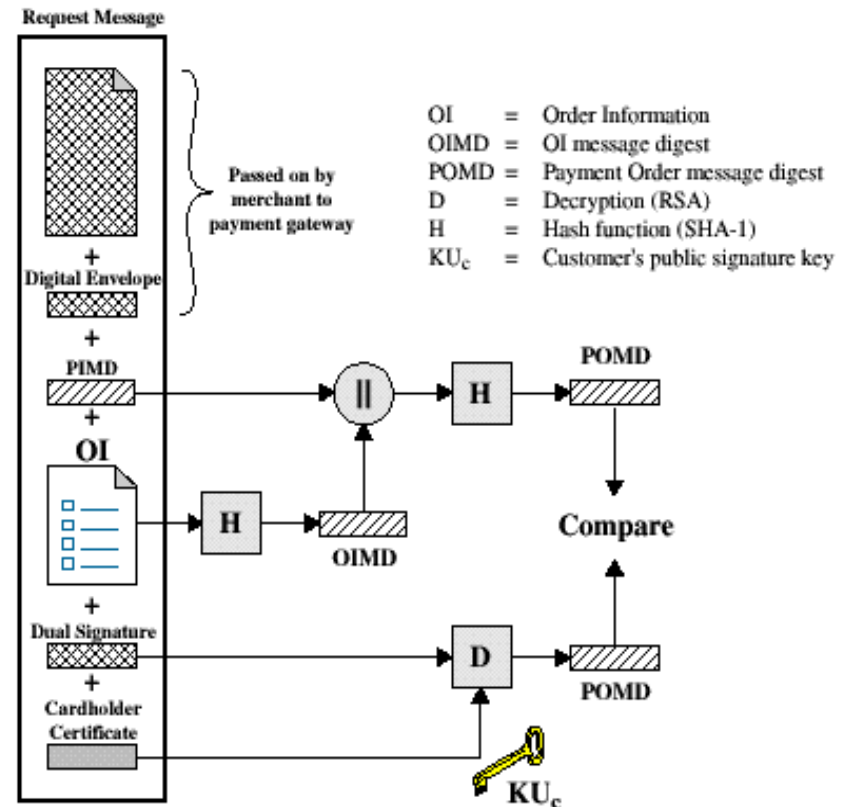 Request Message
Passed on by
merchant to
payment gateway
OI = Order Information
OIMD = OI message digest
POMD = Payment Order message digest
D = Decryption (RSA)
H = Hash function (SHA-1)
KUc = Customer's public signature key
+
Digital Envelope
+
PIMD
+
OI
||
H
POMD
H
OIMD
Compare
+
Dual Signature
D
POMD
+
Cardholder
Certificate
KUc